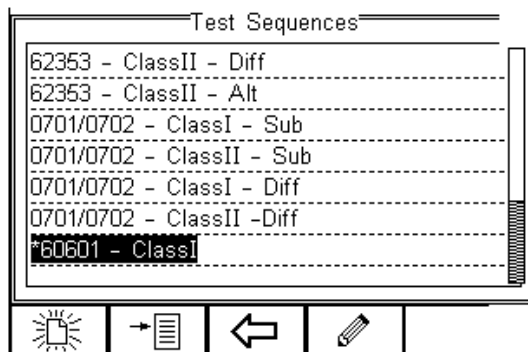 Test Sequences
62353 - ClassII - Diff
62353 - ClassII - Alt
0701/0702 - ClassI - Sub
0701/0702 - ClassII - Sub
0701/0702 - ClassI - Diff
0701/0702 - ClassII -Diff
*60601 - ClassI